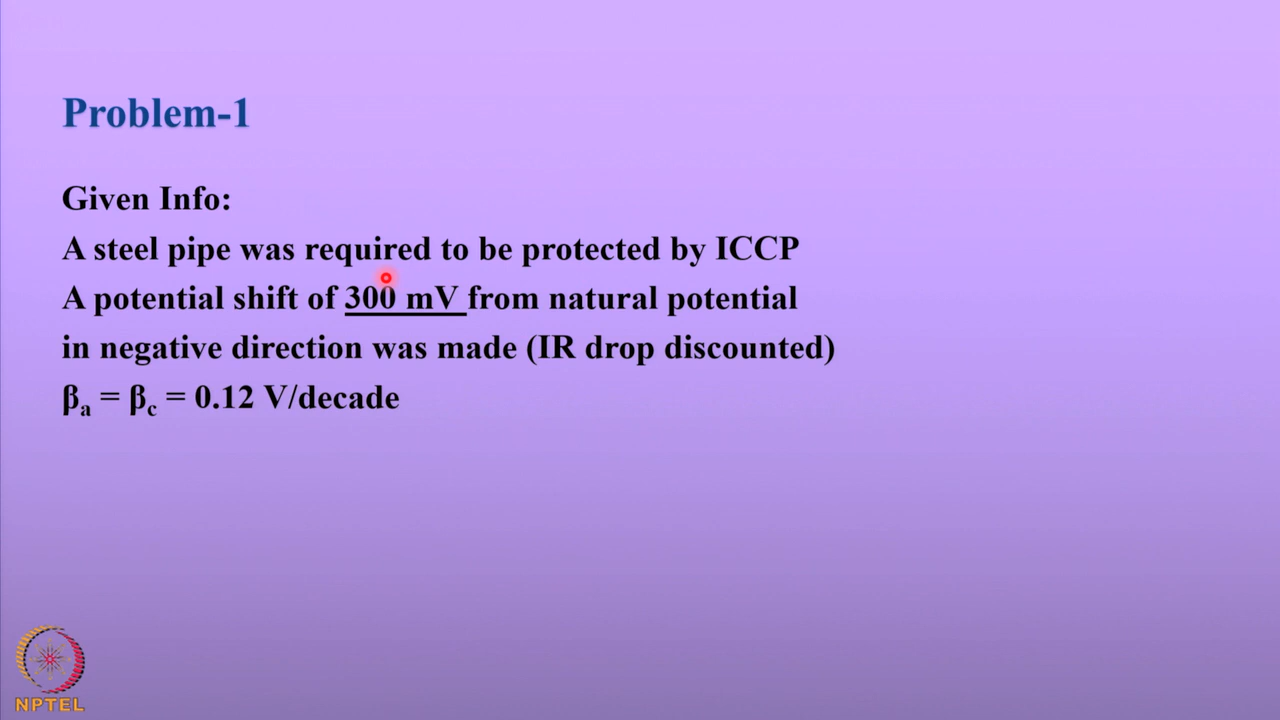 Problem-1
Given Info:
A steel pipe was required to be protected by ICCP
A potential shift of 300 mV from natural potential
in negative direction was made (IR drop discounted)
βa = βc = 0.12 V/decade
NPTEL